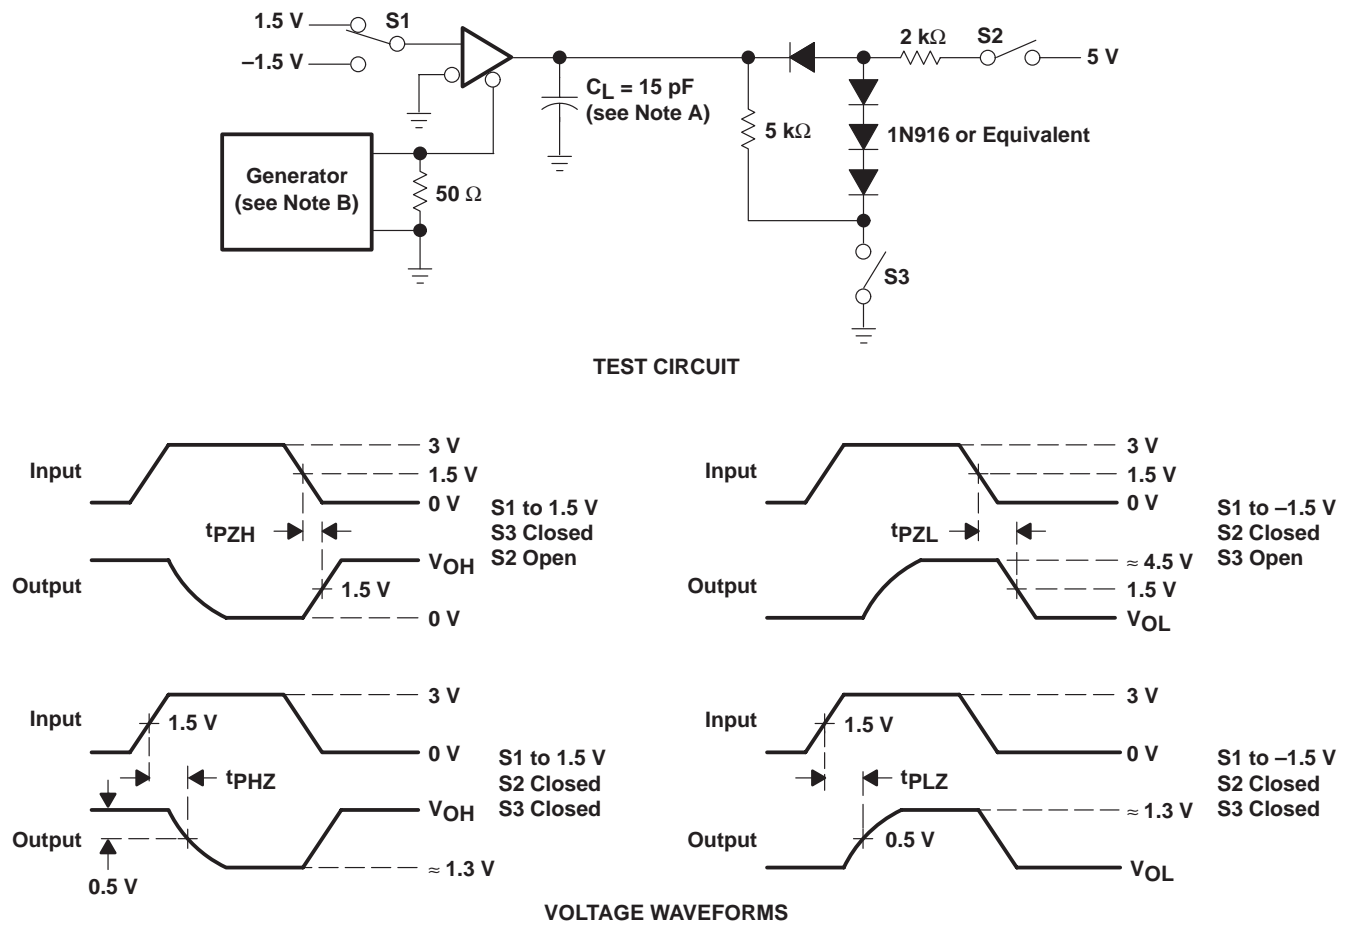 1.5 V
S1
–1.5 V
2 kΩ
S2
5 V
CL = 15 pF
(see Note A)
5 kΩ
1N916 or Equivalent
Generator
(see Note B)
50 Ω
S3
TEST CIRCUIT
Input
3 V
1.5 V
0 V
tPZH
S1 to 1.5 V
S3 Closed
S2 Open
Output
VOH
1.5 V
0 V
Input
3 V
1.5 V
0 V
tPZL
S1 to –1.5 V
S2 Closed
S3 Open
Output
≈ 4.5 V
1.5 V
VOL
Input
3 V
1.5 V
0 V
tPHZ
S1 to 1.5 V
S2 Closed
S3 Closed
Output
VOH
0.5 V
≈ 1.3 V
Input
3 V
1.5 V
0 V
tPLZ
S1 to –1.5 V
S2 Closed
S3 Closed
Output
≈ 1.3 V
0.5 V
VOL
VOLTAGE WAVEFORMS